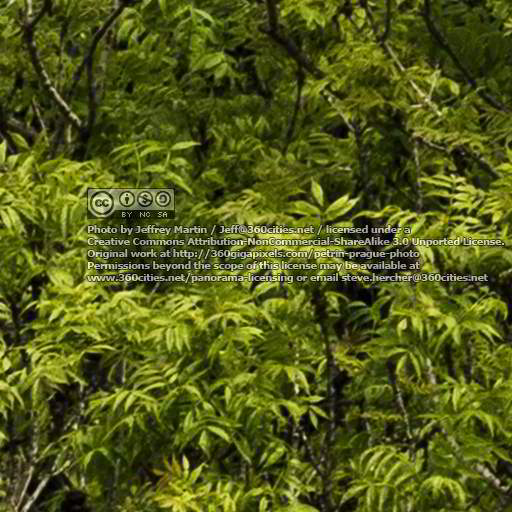 cc
BY NC SA
Photo by Jeffrey Martin / Jeff@360cities.net / licensed under a
Creative Commons Attribution-NonCommercial-ShareAlike 3.0 Unported License.
Original work at http://360gigapixels.com/petrin-prague-photo
Permissions beyond the scope of this license may be available at
www.360cities.net/panorama-licensing or email steve.hercher@360cities.net